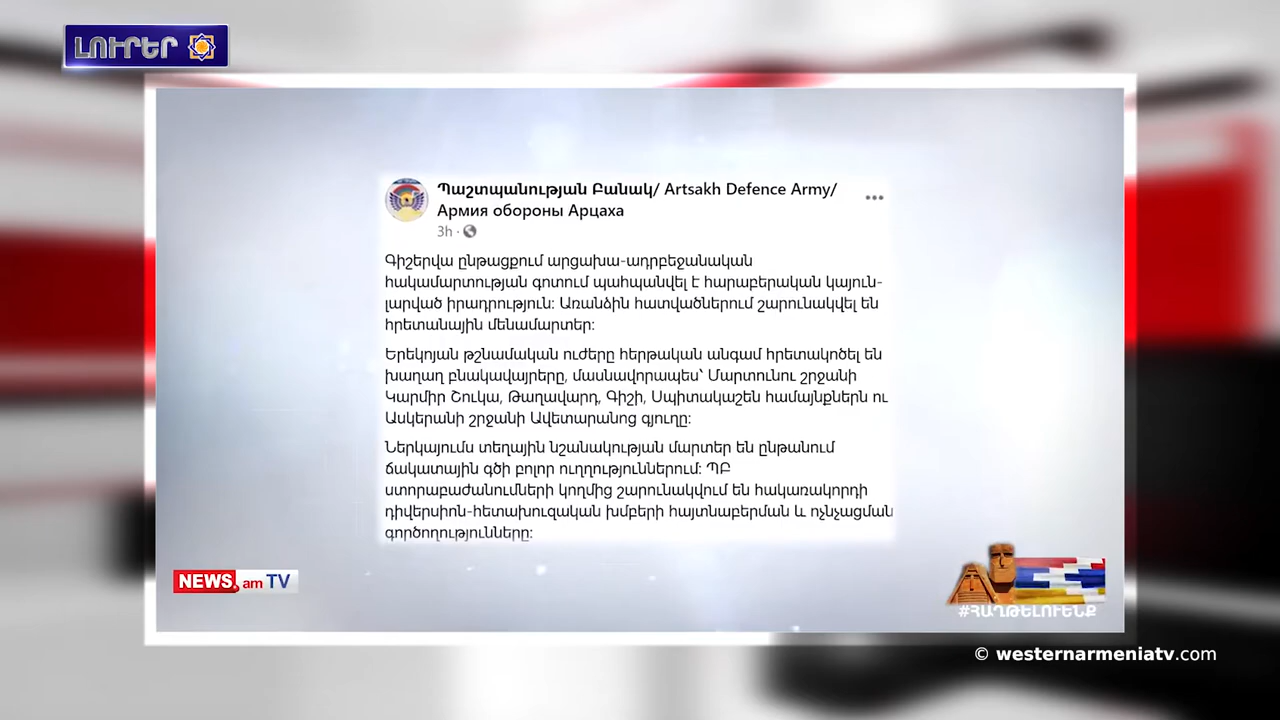 ԼՈՒՐԵՐ
Պաշտպանության Բանակ/ Artsakh Defence Army/
Армия обороны Арцаха
3h ·
Գիշերվա ընթացքում արցախա-ադրբեջանական
հակամարտության գոտում պահպանվել է հարաբերական կայուն-
լարված իրադրություն: Առանձին հատվածներում շարունակվել են
հրետանային մենամարտեր:
Երեկոյան թշնամական ուժերը հերթական անգամ հրետակոծել են
խաղաղ բնակավայրերը, մասնավորապես՝ Մարտունու շրջանի
Կարմիր Շուկա, Թաղավարդ, Գիշի, Սպիտակաշեն համայնքներն ու
Ասկերանի շրջանի Ավետարանոց գյուղը:
Ներկայումս տեղային նշանակության մարտեր են ընթանում
ճակատային գծի բոլոր ուղղություններում: ՊԲ
ստորաբաժանումների կողմից շարունակվում են հակառակորդի
դիվերսիոն-հետախուզական խմբերի հայտնաբերման և ոչնչացման
գործողությունները:
NEWS.am TV
#ՀԱՂԹԵԼՈՒԵՆՔ
© westernarmeniatv.com